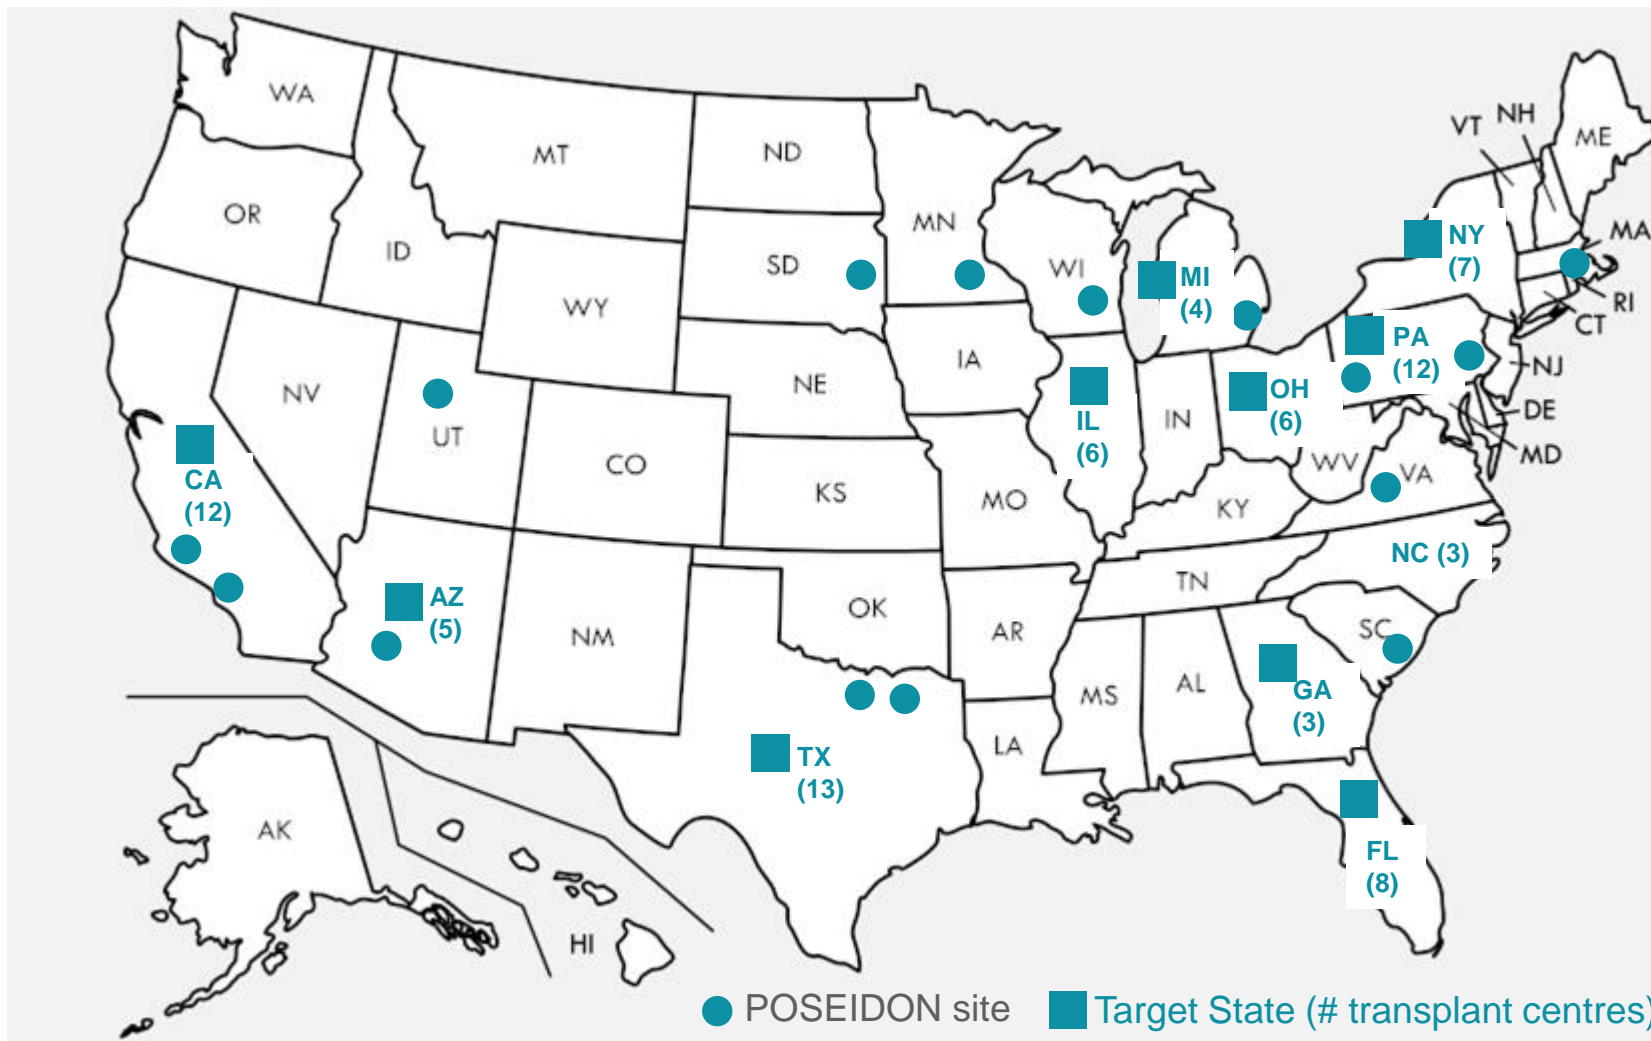 WA
MT
ND
MN
OR
ID
SD
WY
WI
MI
(4)
VT
NH
ME
NY
(7)
MA
RI
CT
PA
(12)
NJ
DE
MD
NV
UT
CO
NE
IA
IL
(6)
IN
OH
(6)
WV
VA
CA
(12)
KS
MO
KY
NC (3)
AZ
(5)
NM
OK
AR
TN
SC
TX
(13)
LA
MS
AL
GA
(3)
FL
(8)
AK
HI
POSEIDON site
Target State (# transplant centres)